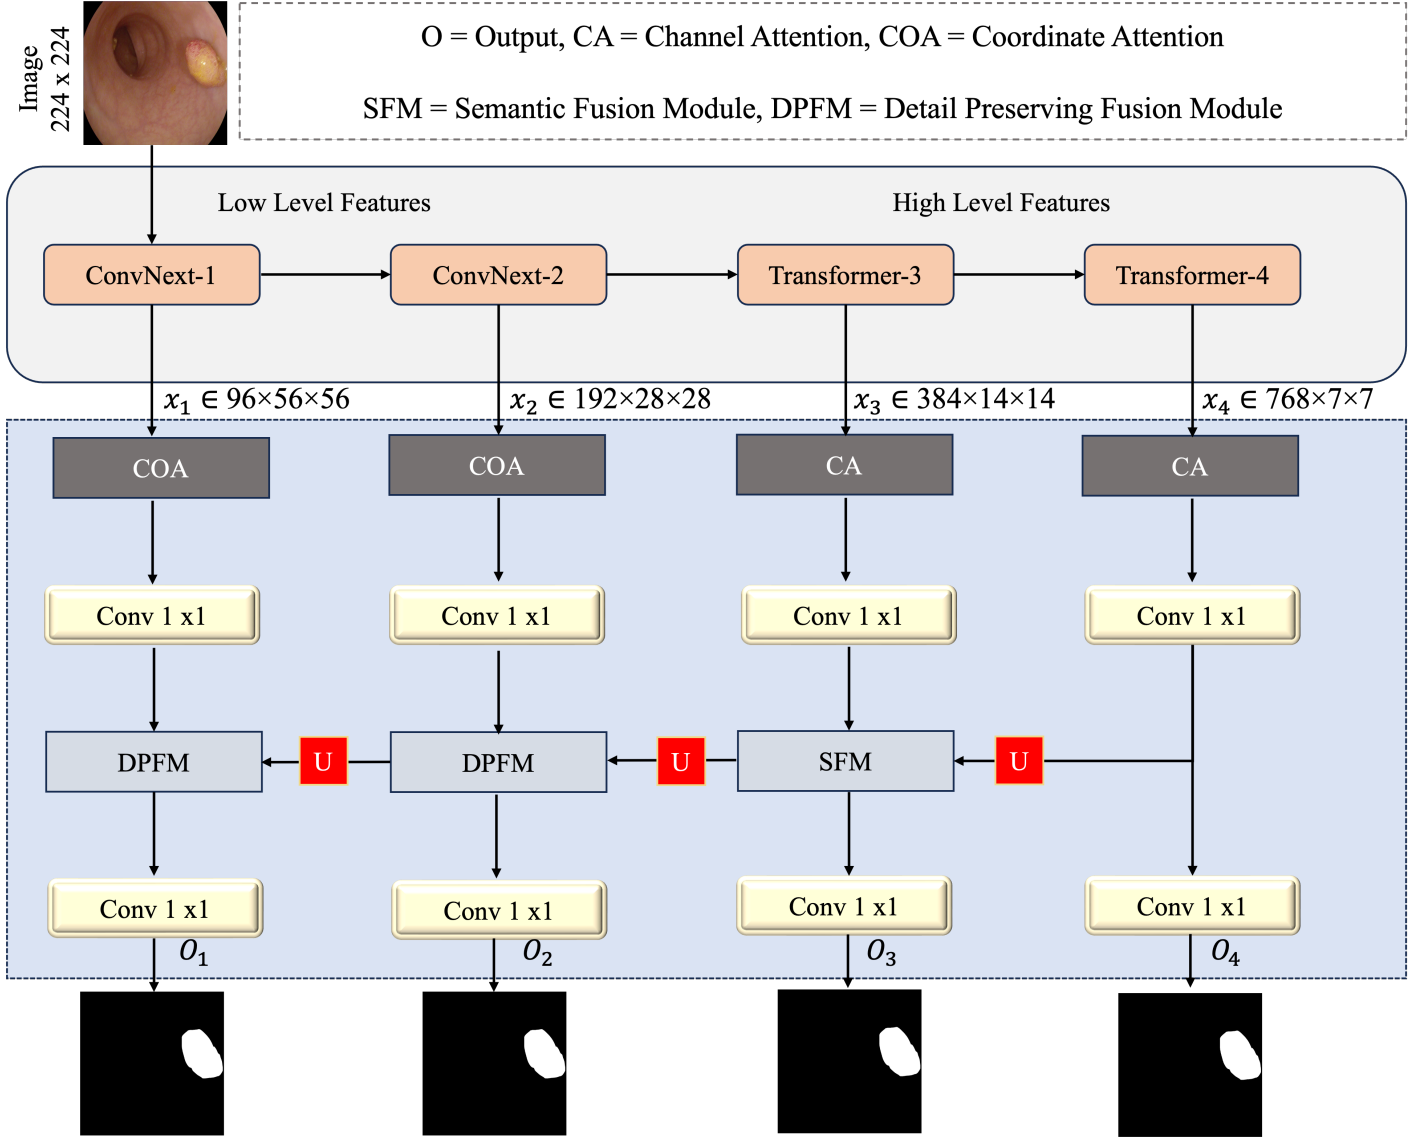 Image
224 x 224
O = Output, CA = Channel Attention, COA = Coordinate Attention
SFM = Semantic Fusion Module, DPFM = Detail Preserving Fusion Module
Low Level Features
High Level Features
ConvNext-1
ConvNext-2
Transformer-3
Transformer-4
x₁ ∈ 96×56×56
x₂ ∈ 192×28×28
x₃ ∈ 384×14×14
x₄ ∈ 768×7×7
COA
COA
CA
CA
Conv 1 x1
Conv 1 x1
Conv 1 x1
Conv 1 x1
DPFM
U
DPFM
U
SFM
U
Conv 1 x1
Conv 1 x1
Conv 1 x1
Conv 1 x1
O₁
O₂
O₃
O₄